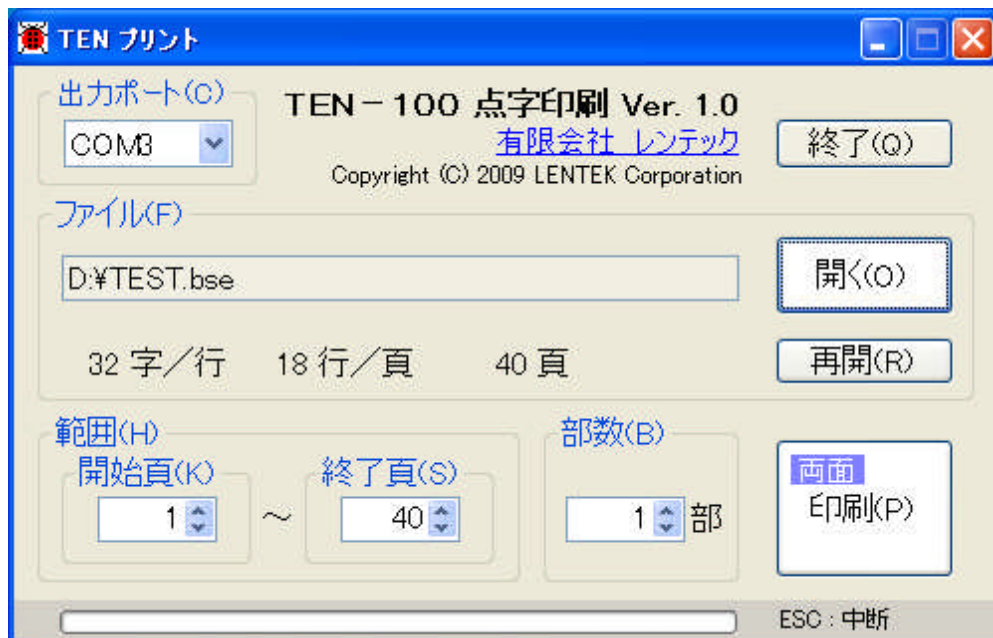 TEN プリント
出力ポート(C)
COM3
TEN－100 点字印刷 Ver. 1.0
有限会社 レンテック
Copyright (C) 2009 LENTEK Corporation
終了(Q)
ファイル(F)
D:¥TEST.bse
開く(O)
32 字／行 18 行／頁 40 頁
再開(R)
範囲(H)
開始頁(K)
1
～
終了頁(S)
40
部数(B)
1 部
両面
印刷(P)
ESC : 中断